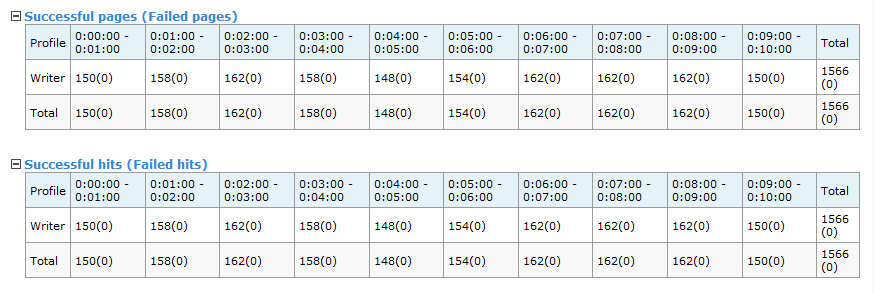 Successful pages (Failed pages)
Profile 0:00:00 - 0:01:00 0:01:00 - 0:02:00 0:02:00 - 0:03:00 0:03:00 - 0:04:00 0:04:00 - 0:05:00 0:05:00 - 0:06:00 0:06:00 - 0:07:00 0:07:00 - 0:08:00 0:08:00 - 0:09:00 0:09:00 - 0:10:00 Total
Writer 150(0) 158(0) 162(0) 158(0) 148(0) 154(0) 162(0) 162(0) 162(0) 150(0) 1566 (0)
Total 150(0) 158(0) 162(0) 158(0) 148(0) 154(0) 162(0) 162(0) 162(0) 150(0) 1566 (0)
Successful hits (Failed hits)
Profile 0:00:00 - 0:01:00 0:01:00 - 0:02:00 0:02:00 - 0:03:00 0:03:00 - 0:04:00 0:04:00 - 0:05:00 0:05:00 - 0:06:00 0:06:00 - 0:07:00 0:07:00 - 0:08:00 0:08:00 - 0:09:00 0:09:00 - 0:10:00 Total
Writer 150(0) 158(0) 162(0) 158(0) 148(0) 154(0) 162(0) 162(0) 162(0) 150(0) 1566 (0)
Total 150(0) 158(0) 162(0) 158(0) 148(0) 154(0) 162(0) 162(0) 162(0) 150(0) 1566 (0)